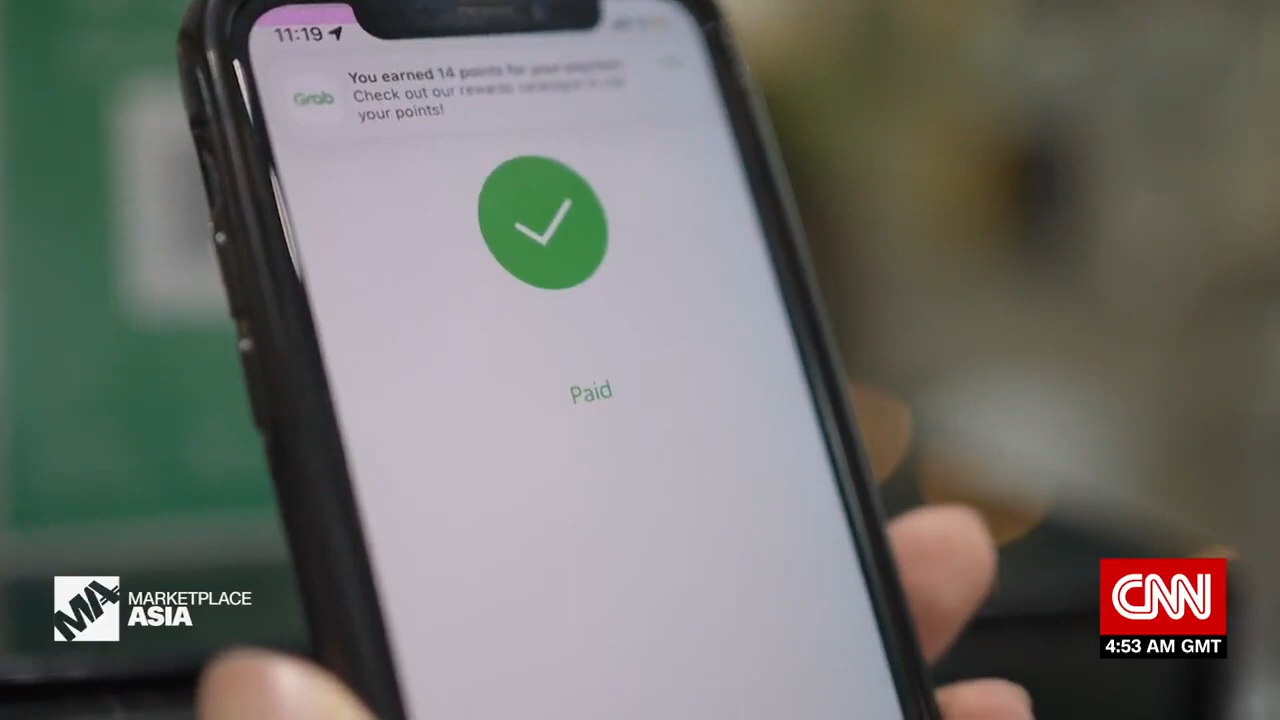 11:19
You earned 14 points for your
Grab
Check out our rewards
your points!
Paid
MA
MARKETPLACE
ASIA
CNN
4:53 AM GMT